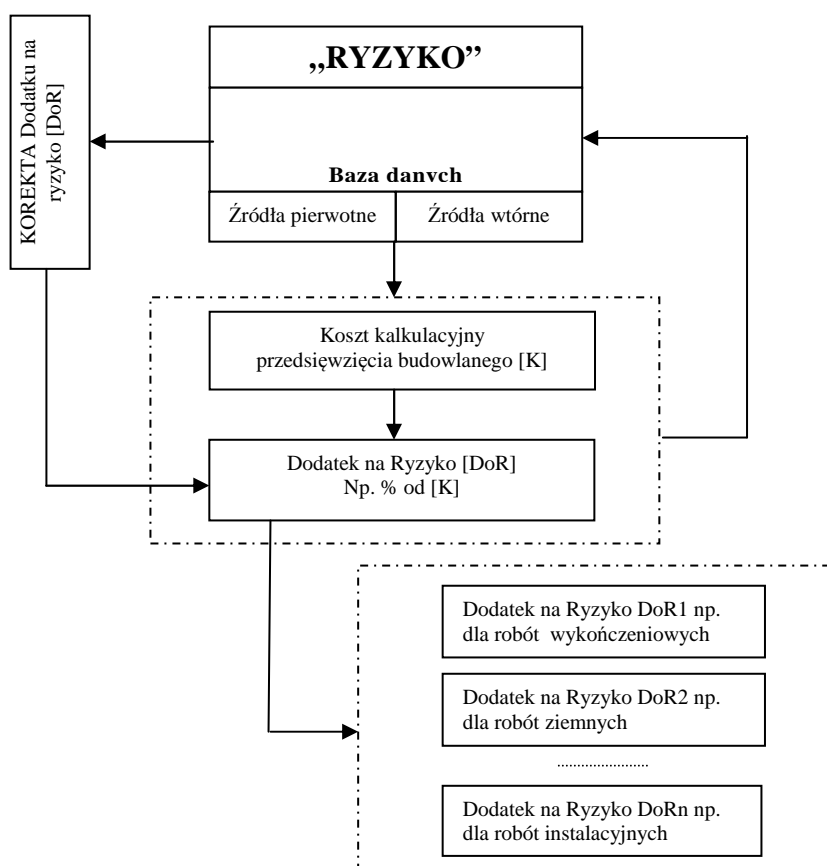 „RYZYKO”
KOREKTA Dodatku na
ryzyko [DoR]
Baza danych
Źródła pierwotne
Źródła wtórne
Koszt kalkulacyjny
przedsięwzięcia budowlanego [K]
Dodatek na Ryzyko [DoR]
Np. % od [K]
Dodatek na Ryzyko DoR1 np.
dla robót wykończeniowych
Dodatek na Ryzyko DoR2 np.
dla robót ziemnych
........................
Dodatek na Ryzyko DoRn np.
dla robót instalacyjnych